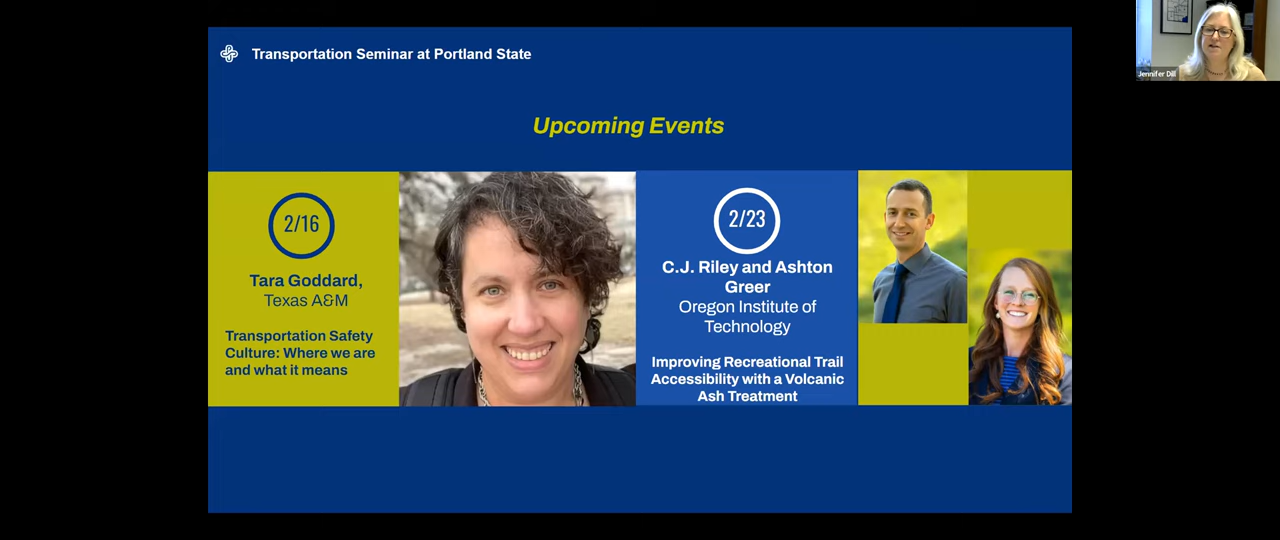 Transportation Seminar at Portland State
Jennifer Dill
Upcoming Events
2/16
Tara Goddard,
Texas A&M
Transportation Safety
Culture: Where we are
and what it means
2/23
C.J. Riley and Ashton
Greer
Oregon Institute of
Technology
Improving Recreational Trail
Accessibility with a Volcanic
Ash Treatment